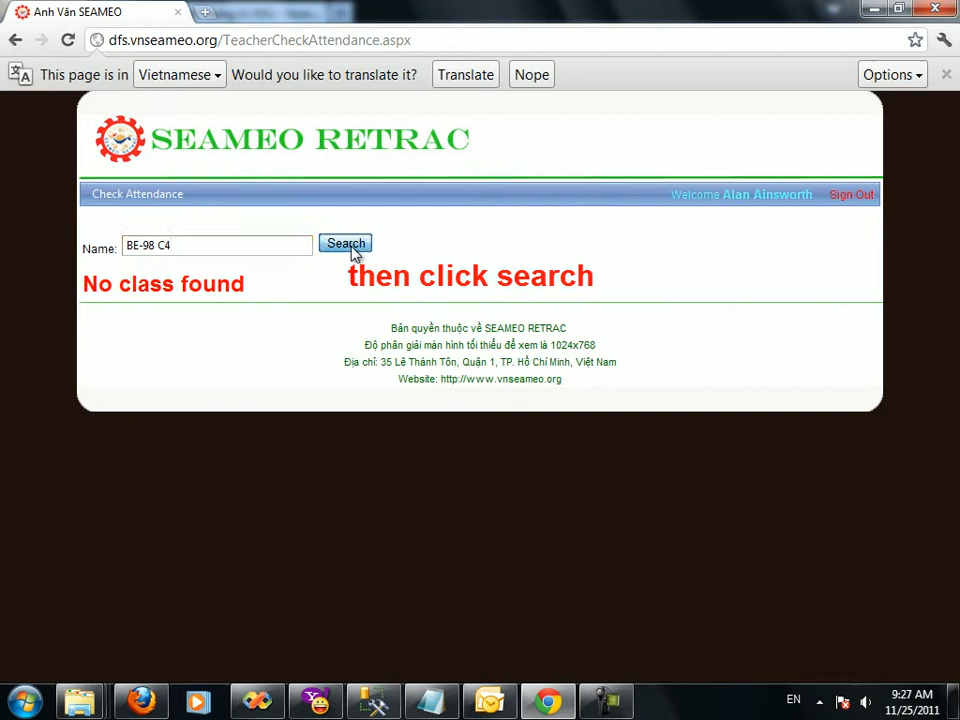 Anh Văn SEAMEO
dfs.vnseameo.org/TeacherCheckAttendance.aspx
This page is in Vietnamese Would you like to translate it? Translate Nope Options
SEAMEO RETRAC
Check Attendance Welcome Alan Ainsworth Sign Out
Name: BE-98 C4 Search
No class found then click search
Bản quyền thuộc về SEAMEO RETRAC
Độ phân giải màn hình tối thiểu để xem là 1024x768
Địa chỉ: 35 Lê Thánh Tôn, Quận 1, TP. Hồ Chí Minh, Việt Nam
Website: http://www.vnseameo.org
EN 9:27 AM
11/25/2011